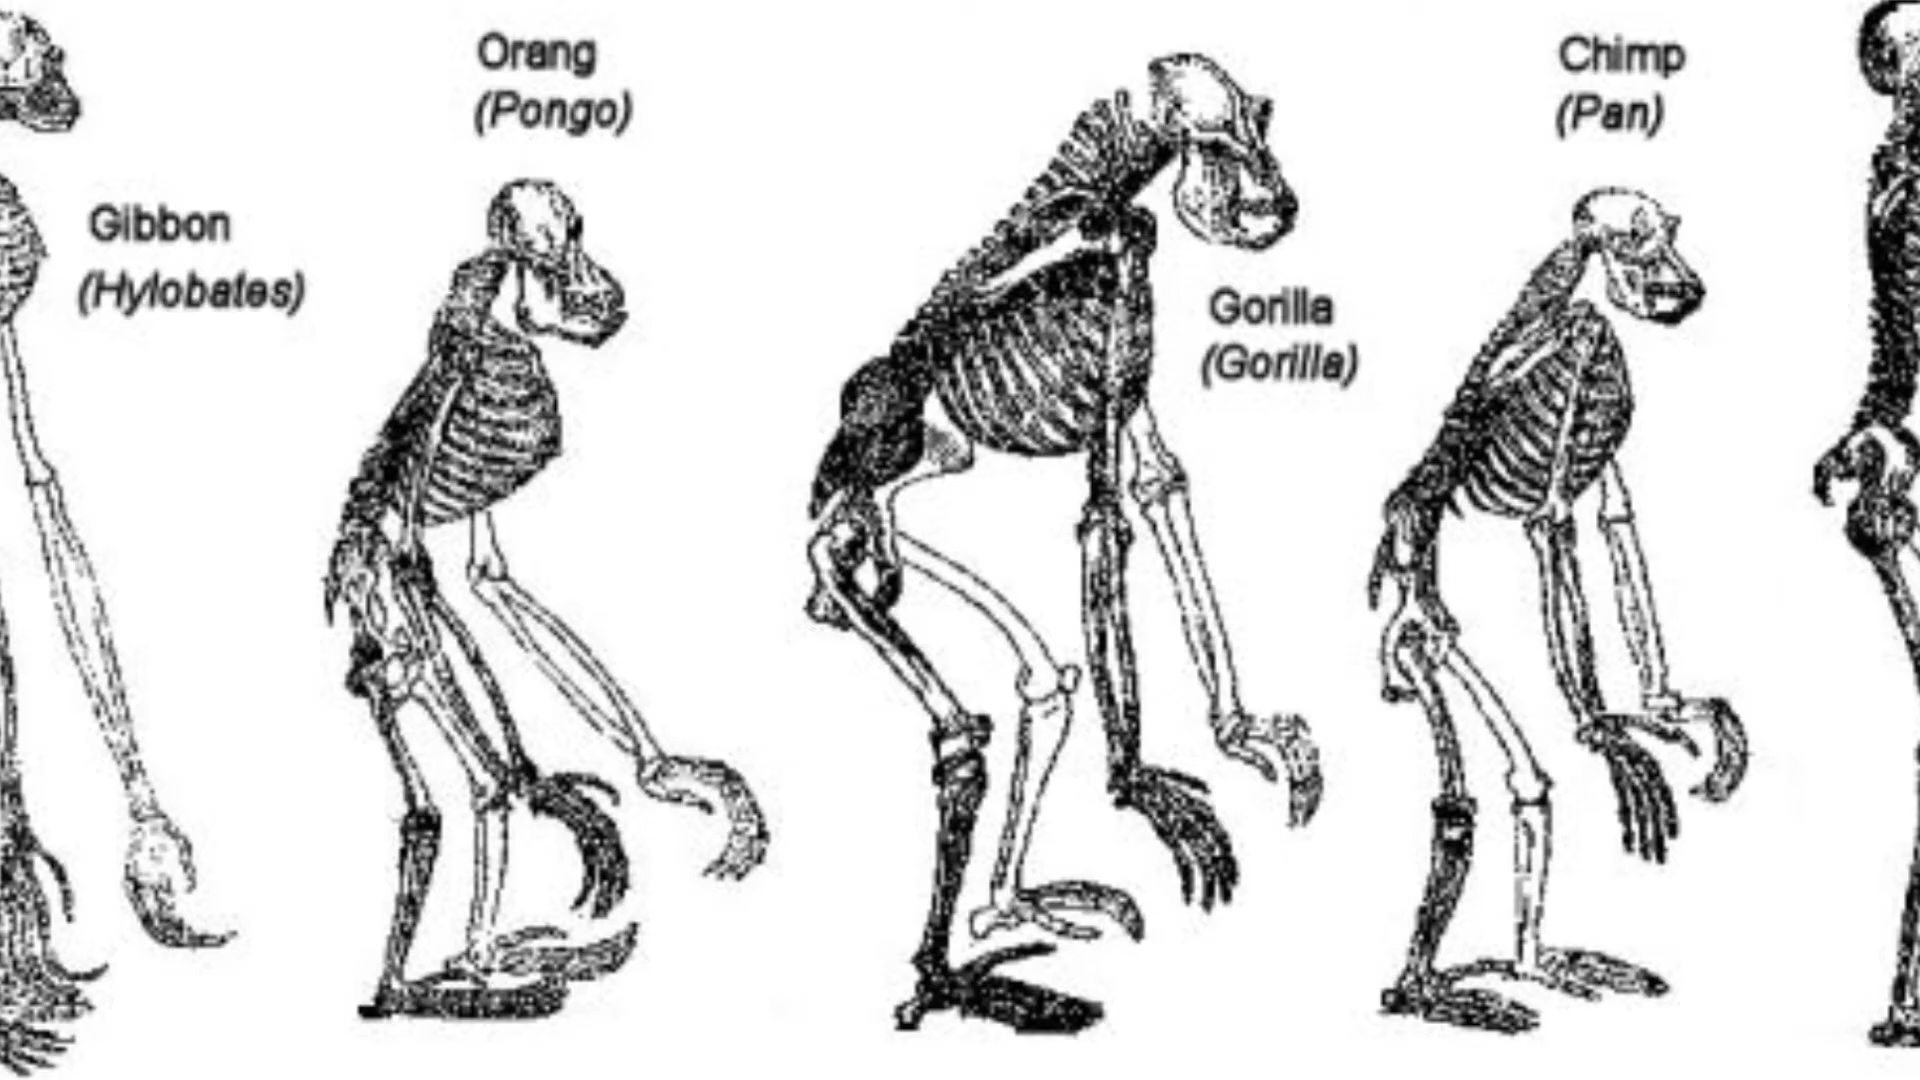 Gibbon
(Hylobates)
Orang
(Pongo)
Gorilla
(Gorilla)
Chimp
(Pan)